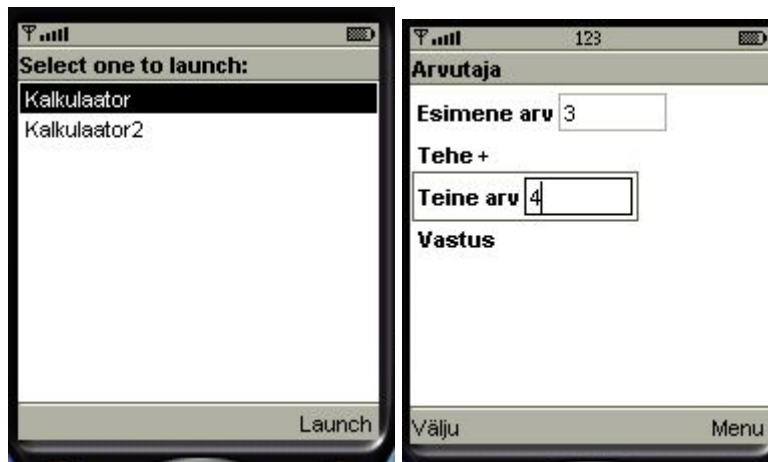 Select one to launch:
Kalkulaator
Kalkulaator2
Launch
123
Arvutaja
Esimene arv 3
Tehe +
Teine arv 4
Vastus
Välju Menu